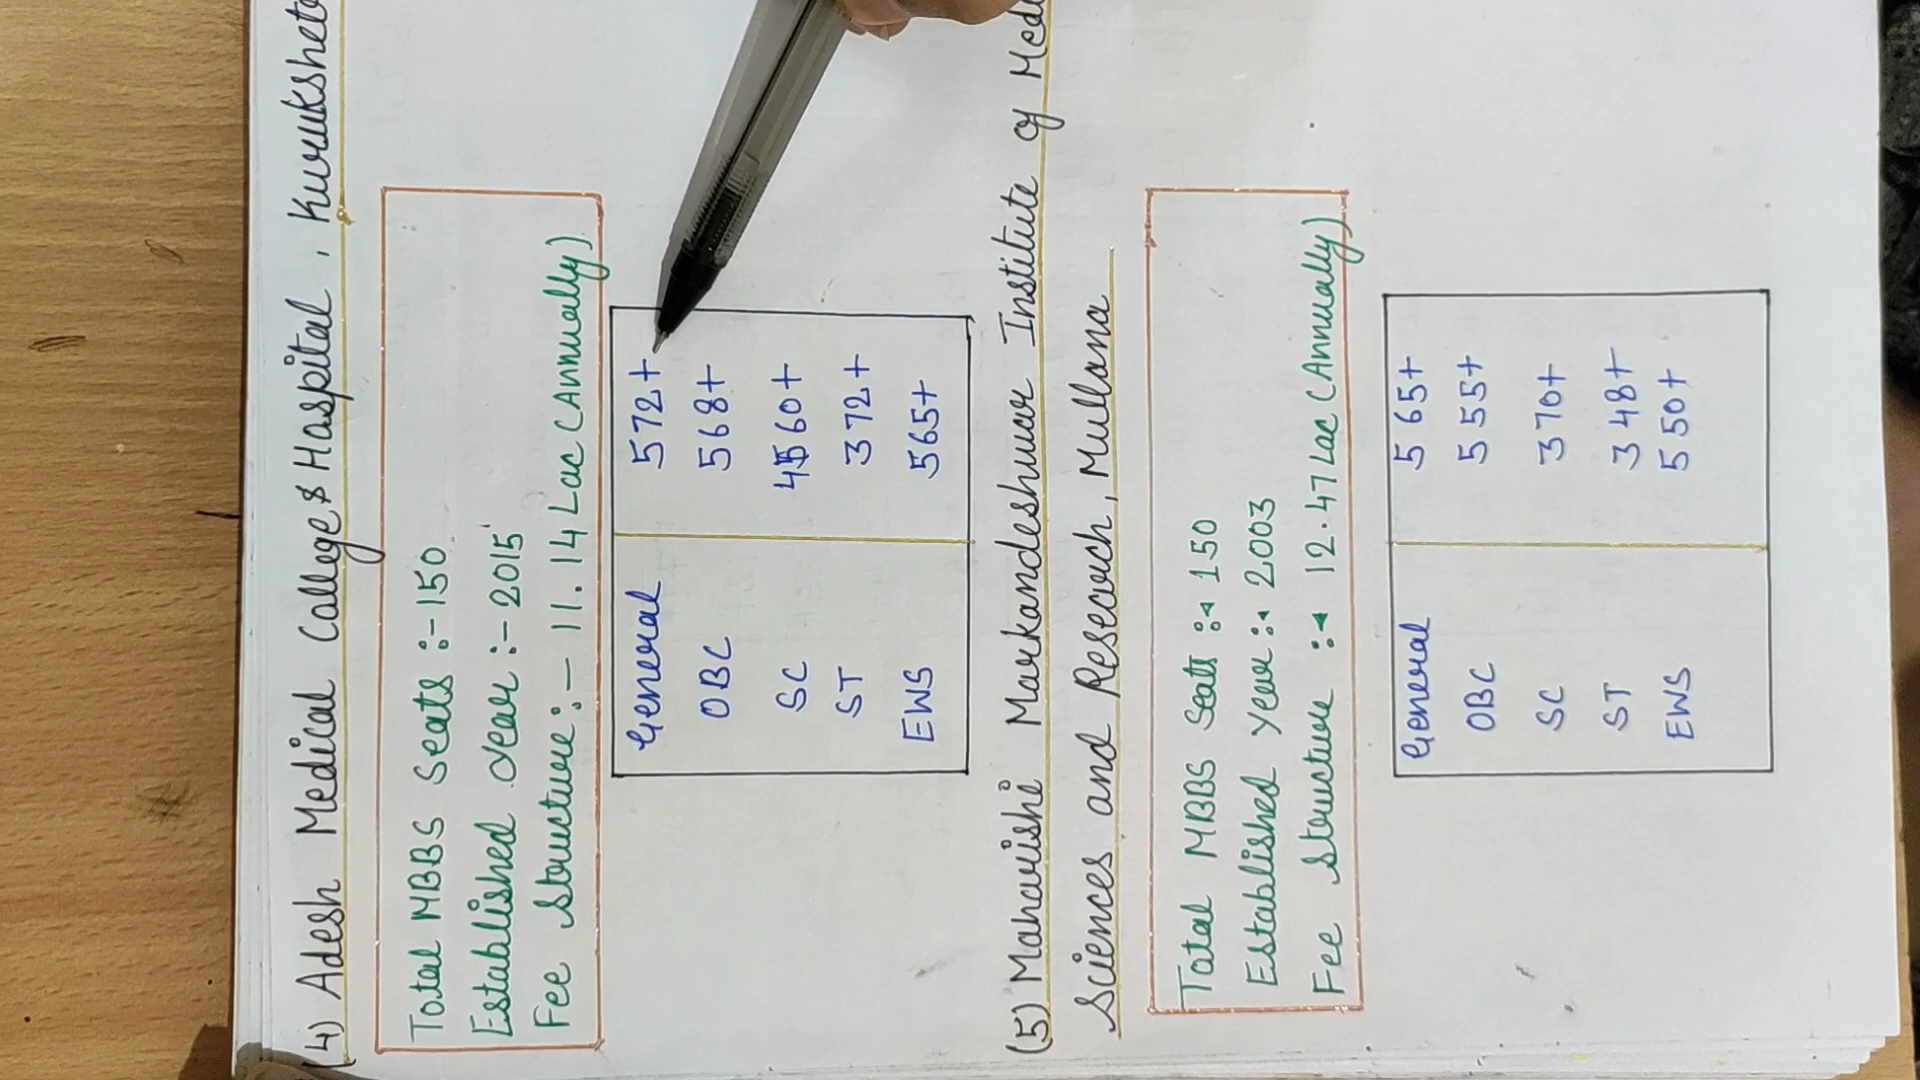 (4) Adesh Medical College & Hospital, Kurukshet
Total MBBS Seats :- 150
Established Year :- 2015
Fee Structure :- 11.14 Lac (Annually)
General 572+
OBC 568+
SC 460+
ST 372+
EWS 565+
(5) Maharishi Markandeshwar Institute of Med
Sciences and Research, Mullana
Total MBBS Seats :- 150
Established Year :- 2003
Fee Structure :- 12.47 Lac (Annually)
General 565+
OBC 555+
SC 370+
ST 348+
EWS 550+